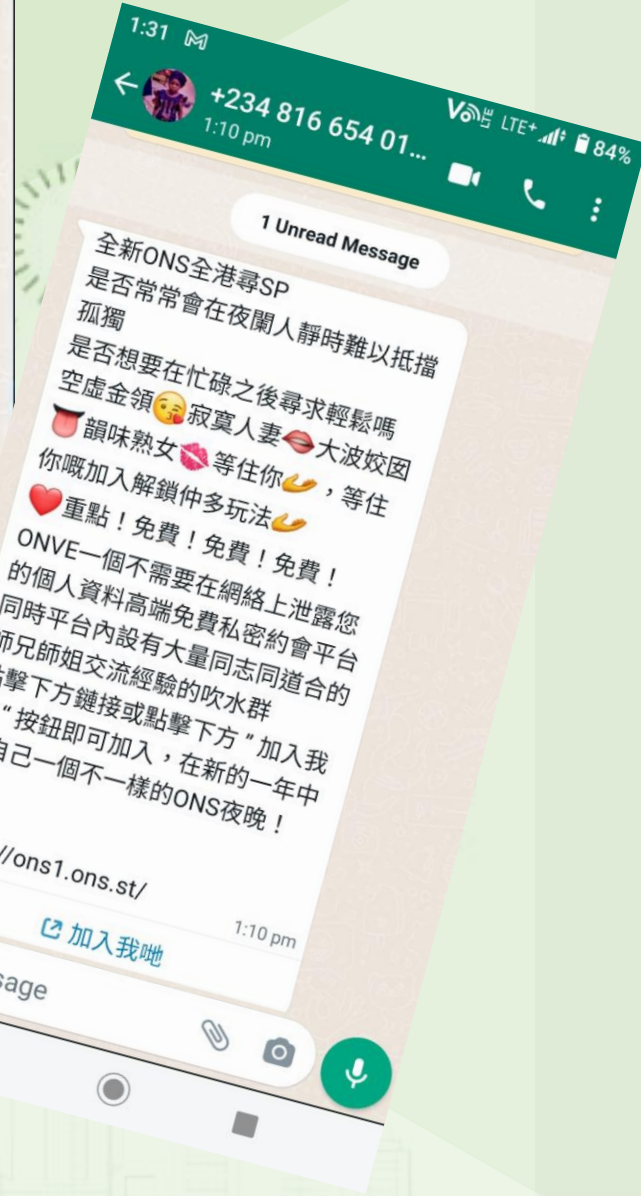 1:31
LTE+
84%
+234 816 654 01...
1:10 pm
1 Unread Message
全新ONS全港尋SP
是否常常會在夜闌人靜時難以抵擋
孤獨
是否想要在忙碌之後尋求輕鬆嗎
空虛金領😘寂寞人妻👄大波姣囡
👅韻味熟女💋等住你🫴，等住
你嘅加入解鎖仲多玩法🫴
❤️重點！免費！免費！免費！
ONVE一個不需要在網絡上泄露您
的個人資料高端免費私密約會平台
同時平台內設有大量同志同道合的
師兄師姐交流經驗的吹水群
擊下方鏈接或點擊下方 " 加入我
" 按鈕即可加入，在新的一年中
自己一個不一樣的ONS夜晚！
//ons1.ons.st/
1:10 pm
加入我哋
sage